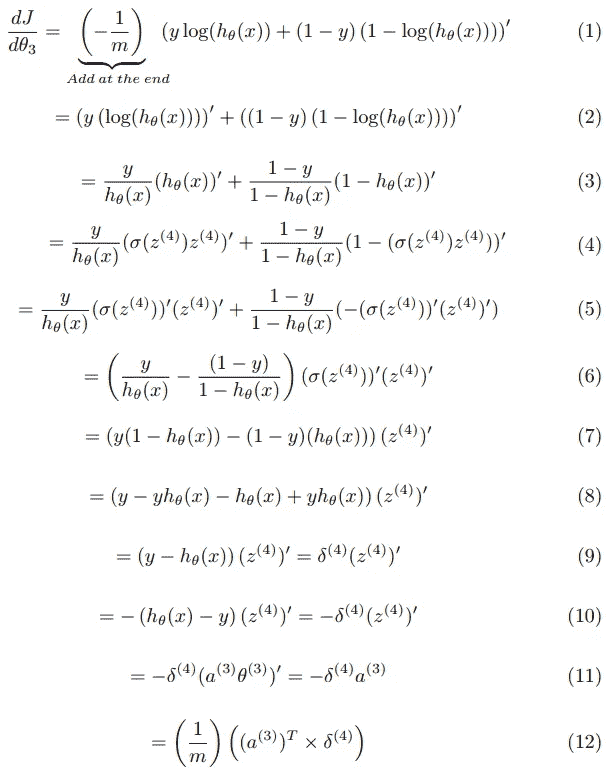 dJ/dθ₃ = (−1/m) (y log(h_θ(x)) + (1 − y) (1 − log(h_θ(x))))′ (1)
Add at the end
= (y (log(h_θ(x))))′ + ((1 − y) (1 − log(h_θ(x))))′ (2)
= y/h_θ(x) (h_θ(x))′ + (1 − y)/(1 − h_θ(x)) (1 − h_θ(x))′ (3)
= y/h_θ(x) (σ(z⁽⁴⁾)z⁽⁴⁾)′ + (1 − y)/(1 − h_θ(x)) (1 − (σ(z⁽⁴⁾)z⁽⁴⁾))′ (4)
= y/h_θ(x) (σ(z⁽⁴⁾))′(z⁽⁴⁾)′ + (1 − y)/(1 − h_θ(x)) (−(σ(z⁽⁴⁾))′(z⁽⁴⁾)′) (5)
= (y/h_θ(x) − (1 − y)/(1 − h_θ(x))) (σ(z⁽⁴⁾))′(z⁽⁴⁾)′ (6)
= (y(1 − h_θ(x)) − (1 − y)(h_θ(x))) (z⁽⁴⁾)′ (7)
= (y − yh_θ(x) − h_θ(x) + yh_θ(x)) (z⁽⁴⁾)′ (8)
= (y − h_θ(x)) (z⁽⁴⁾)′ = δ⁽⁴⁾(z⁽⁴⁾)′ (9)
= − (h_θ(x) − y) (z⁽⁴⁾)′ = −δ⁽⁴⁾(z⁽⁴⁾)′ (10)
= −δ⁽⁴⁾(a⁽³⁾θ⁽³⁾)′ = −δ⁽⁴⁾a⁽³⁾ (11)
= (1/m) ((a⁽³⁾)ᵀ × δ⁽⁴⁾) (12)